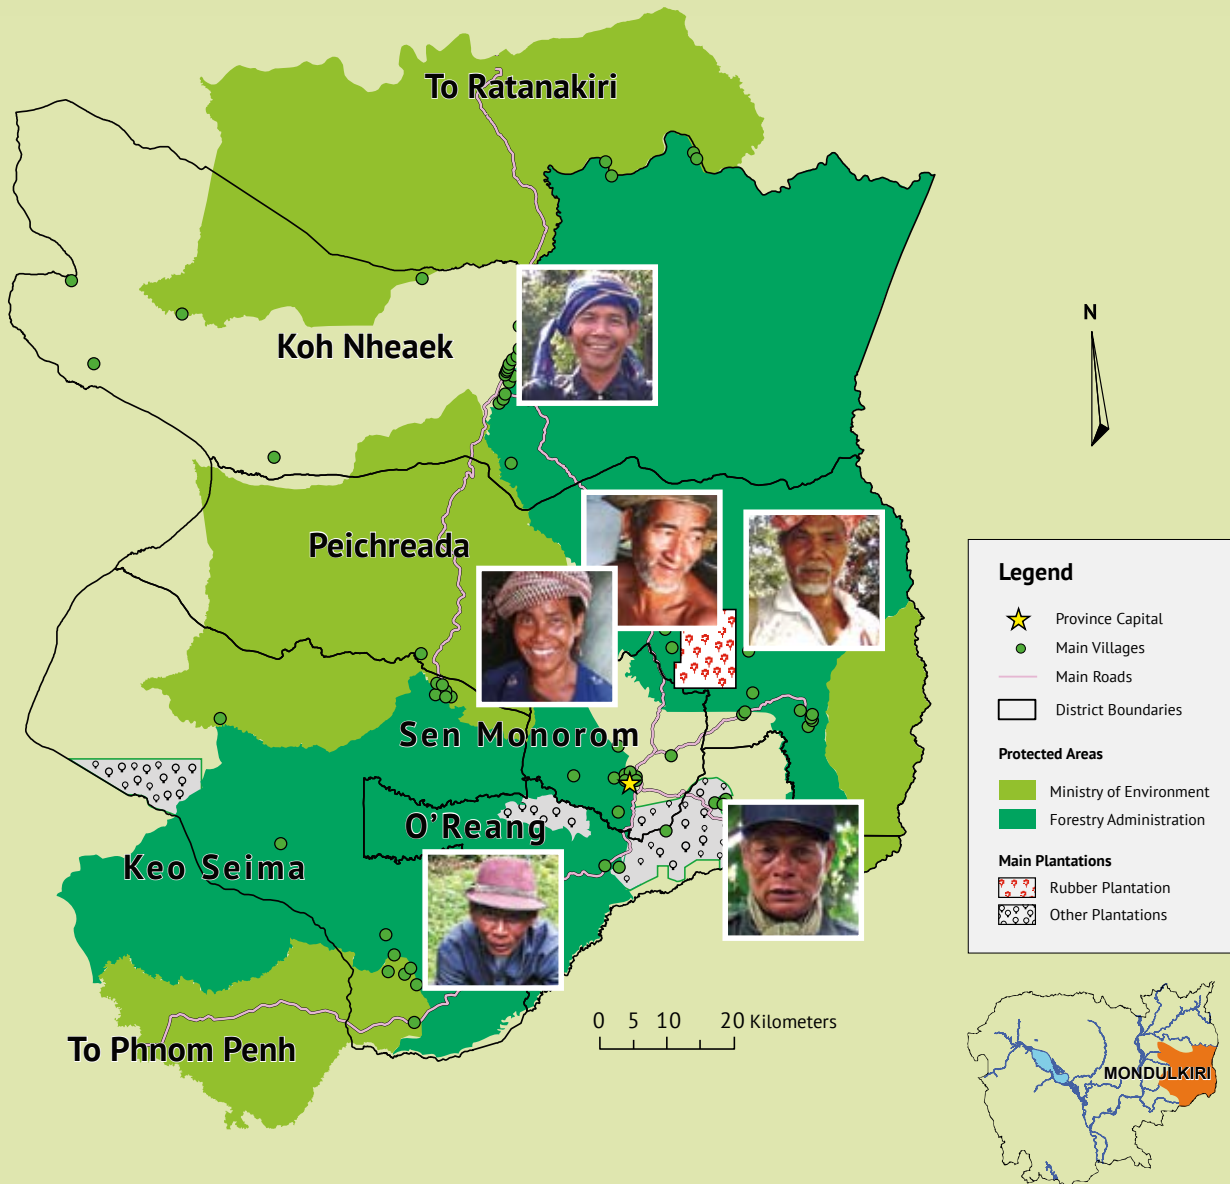 To Ratanakiri
Koh Nheaek
Peichreada
Sen Monorom
O'Reang
Keo Seima
To Phnom Penh
0 5 10 20 Kilometers
N
Legend
Province Capital
Main Villages
Main Roads
District Boundaries
Protected Areas
Ministry of Environment
Forestry Administration
Main Plantations
Rubber Plantation
Other Plantations
MONDULKIRI